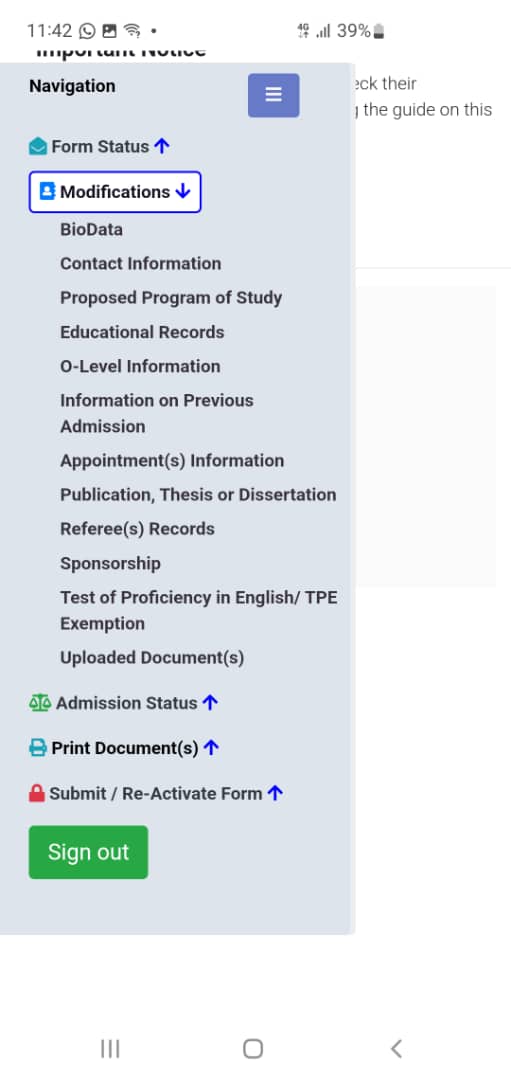 11:42
4G
39%
Important Notice
Navigation
eck their
the guide on this
Form Status
Modifications
BioData
Contact Information
Proposed Program of Study
Educational Records
O-Level Information
Information on Previous
Admission
Appointment(s) Information
Publication, Thesis or Dissertation
Referee(s) Records
Sponsorship
Test of Proficiency in English/ TPE
Exemption
Uploaded Document(s)
Admission Status
Print Document(s)
Submit / Re-Activate Form
Sign out